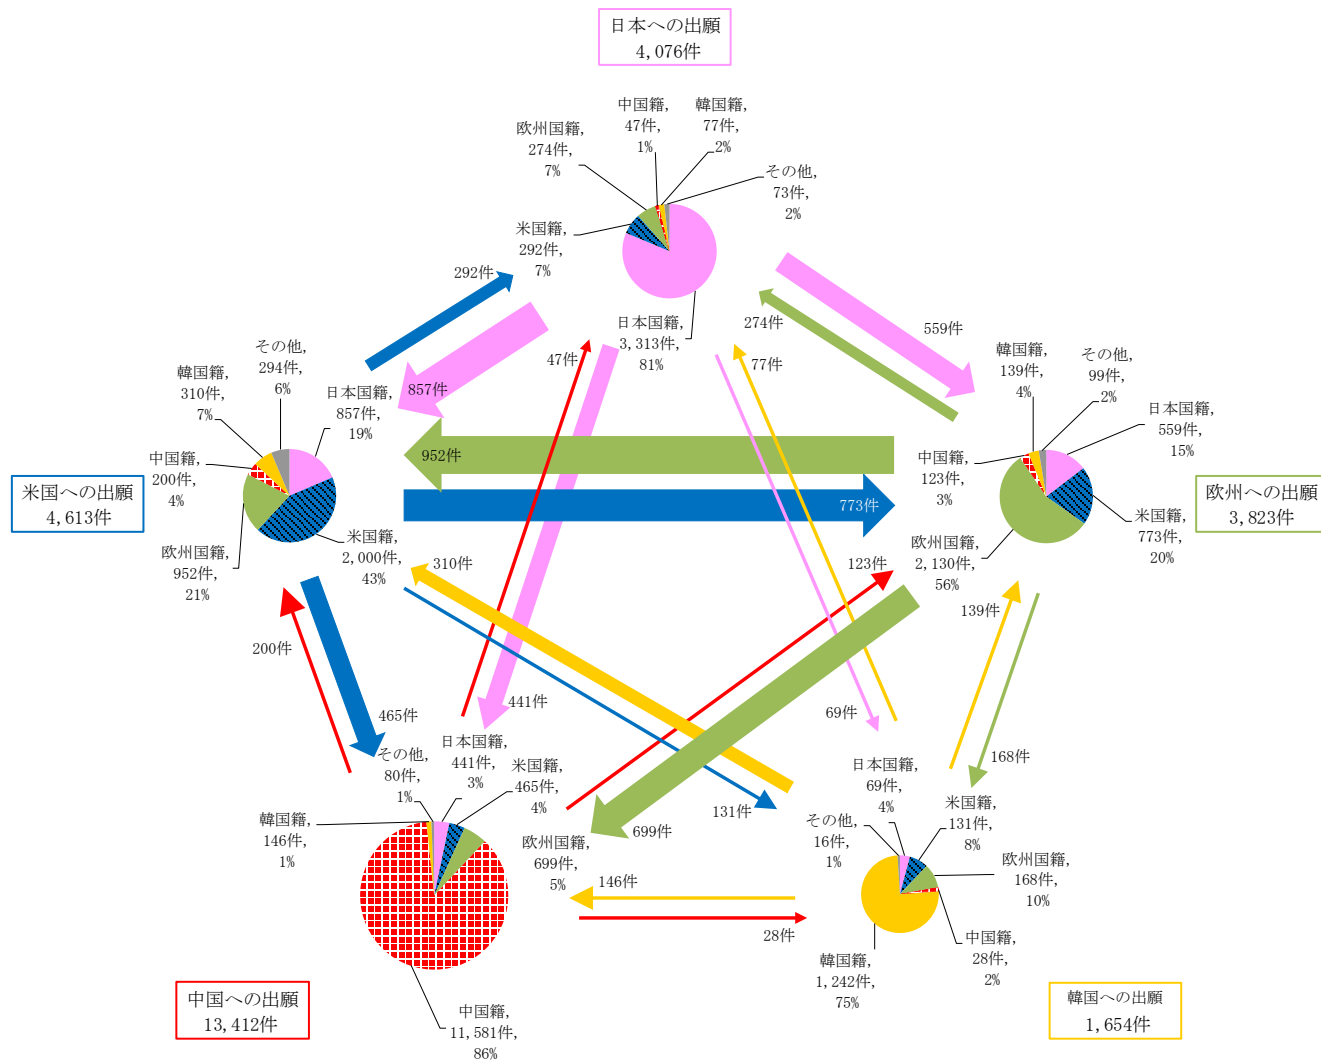 日本への出願
4,076件
中国籍,
47件,
1%
韓国籍,
77件,
2%
欧州国籍,
274件,
7%
その他,
73件,
2%
米国籍,
292件,
7%
日本国籍,
3,313件,
81%
292件
857件
47件
441件
559件
274件
77件
69件
952件
773件
310件
131件
123件
699件
200件
465件
139件
168件
146件
28件
米国への出願
4,613件
その他,
294件,
6%
韓国籍,
310件,
7%
日本国籍,
857件,
19%
中国籍,
200件,
4%
欧州国籍,
952件,
21%
米国籍,
2,000件,
43%
欧州への出願
3,823件
韓国籍,
139件,
4%
その他,
99件,
2%
日本国籍,
559件,
15%
中国籍,
123件,
3%
米国籍,
773件,
20%
欧州国籍,
2,130件,
56%
中国への出願
13,412件
その他,
80件,
1%
日本国籍,
441件,
3%
米国籍,
465件,
4%
韓国籍,
146件,
1%
欧州国籍,
699件,
5%
中国籍,
11,581件,
86%
韓国への出願
1,654件
日本国籍,
69件,
4%
米国籍,
131件,
8%
その他,
16件,
1%
欧州国籍,
168件,
10%
中国籍,
28件,
2%
韓国籍,
1,242件,
75%